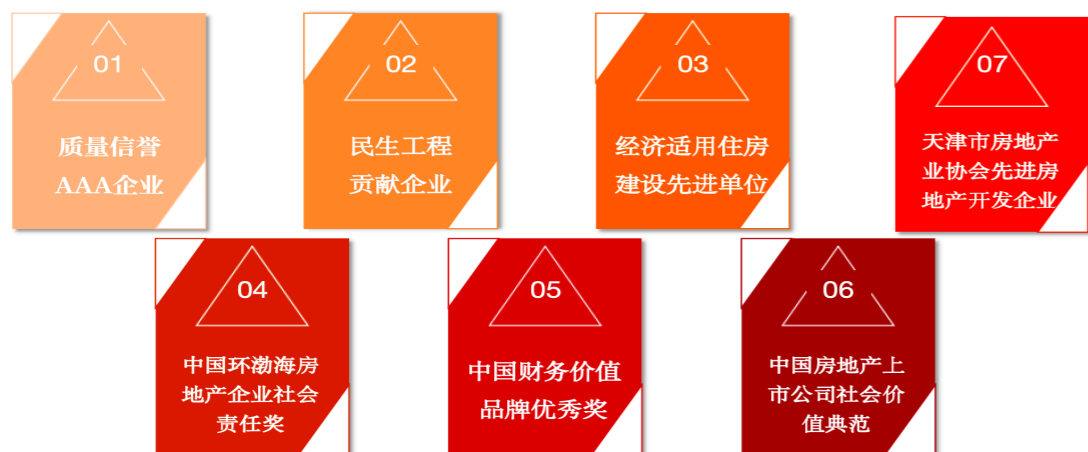 01
质量信誉
AAA企业
02
民生工程
贡献企业
03
经济适用住房
建设先进单位
07
天津市房地产
业协会先进房
地产开发企业
04
中国环渤海房
地产企业社会
责任奖
05
中国财务价值
品牌优秀奖
06
中国房地产上
市公司社会价
值典范